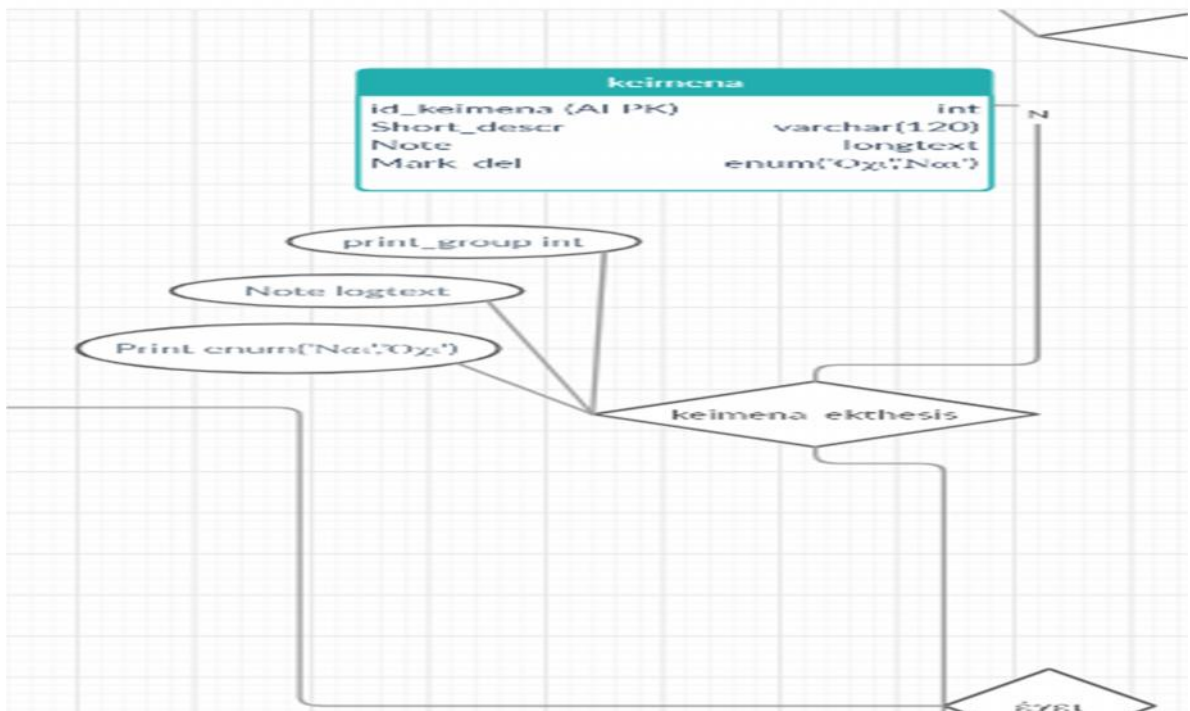 keimena
id_keimena (AI PK) int
Short_descr varchar(120)
Note longtext
Mark_del enum('Όχι','Ναι')
N
print_group int
Note logtext
Print enum('Ναι','Όχι')
keimena_ekthesis